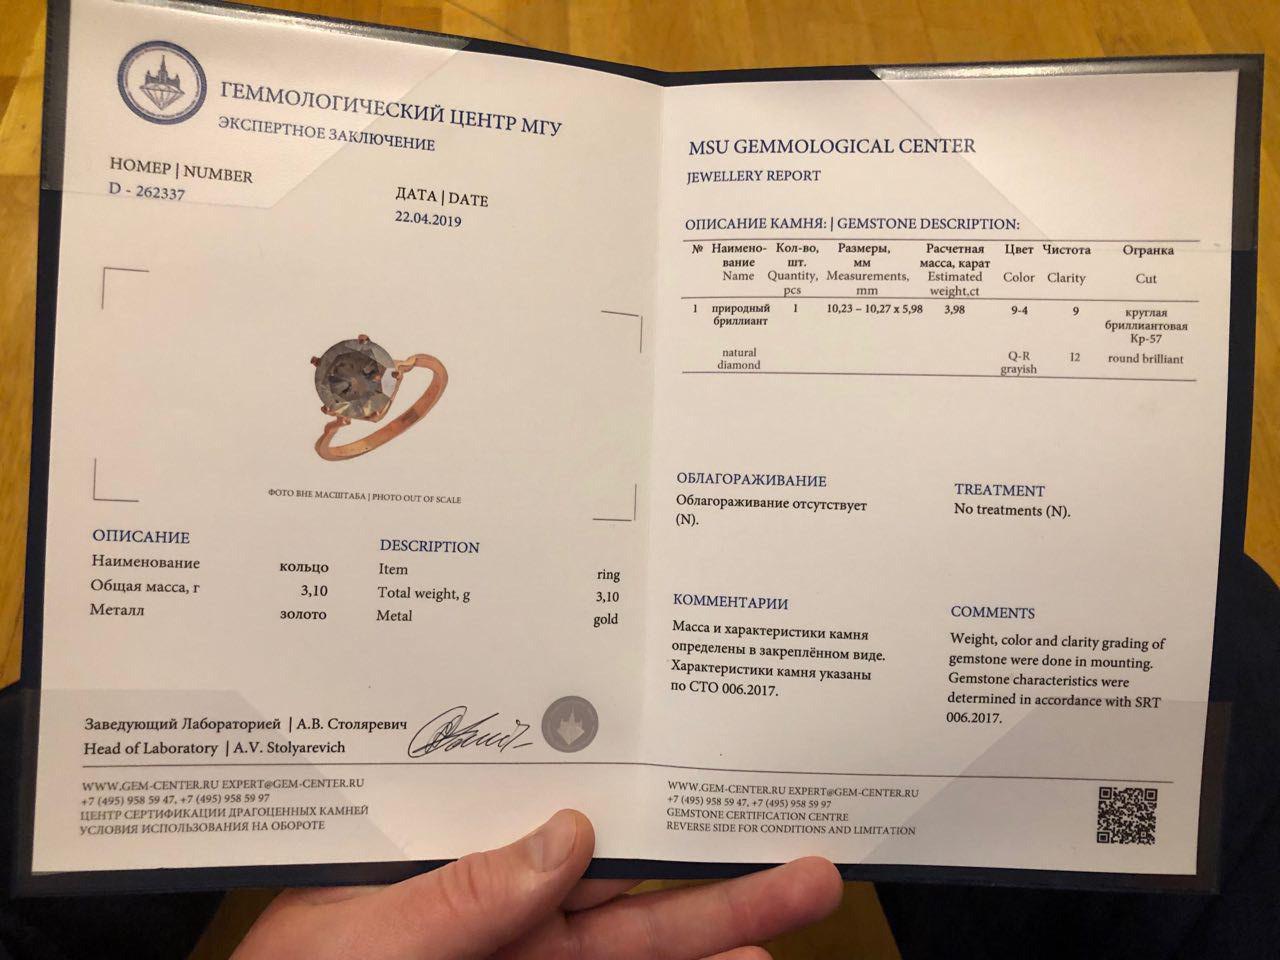 ГЕММОЛОГИЧЕСКИЙ ЦЕНТР МГУ
ЭКСПЕРТНОЕ ЗАКЛЮЧЕНИЕ
НОМЕР | NUMBER
D - 262337
ДАТА | DATE
22.04.2019
ФОТО ВНЕ МАСШТАБА | PHOTO OUT OF SCALE
ОПИСАНИЕ
Наименование кольцо
Общая масса, г 3,10
Металл золото
DESCRIPTION
Item ring
Total weight, g 3,10
Metal gold
Заведующий Лабораторией | А.В. Столяревич
Head of Laboratory | A.V. Stolyarevich
WWW.GEM-CENTER.RU EXPERT@GEM-CENTER.RU
+7 (495) 958 59 47, +7 (495) 958 59 97
ЦЕНТР СЕРТИФИКАЦИИ ДРАГОЦЕННЫХ КАМНЕЙ
УСЛОВИЯ ИСПОЛЬЗОВАНИЯ НА ОБОРОТЕ
MSU GEMMOLOGICAL CENTER
JEWELLERY REPORT
ОПИСАНИЕ КАМНЯ: | GEMSTONE DESCRIPTION:
№ Наимено- Кол-во, Размеры, Расчетная Цвет Чистота Огранка
вание шт. мм масса, карат
Name Quantity, Measurements, Estimated Color Clarity Cut
pcs mm weight,ct
1 природный 1 10,23 – 10,27 x 5,98 3,98 9-4 9 круглая
бриллиант бриллиантовая
Кр-57
natural Q-R I2 round brilliant
diamond grayish
ОБЛАГОРАЖИВАНИЕ
Облагораживание отсутствует
(N).
TREATMENT
No treatments (N).
КОММЕНТАРИИ
Масса и характеристики камня
определены в закреплённом виде.
Характеристики камня указаны
по СТО 006.2017.
COMMENTS
Weight, color and clarity grading of
gemstone were done in mounting.
Gemstone characteristics were
determined in accordance with SRT
006.2017.
WWW.GEM-CENTER.RU EXPERT@GEM-CENTER.RU
+7 (495) 958 59 47, +7 (495) 958 59 97
GEMSTONE CERTIFICATION CENTRE
REVERSE SIDE FOR CONDITIONS AND LIMITATION